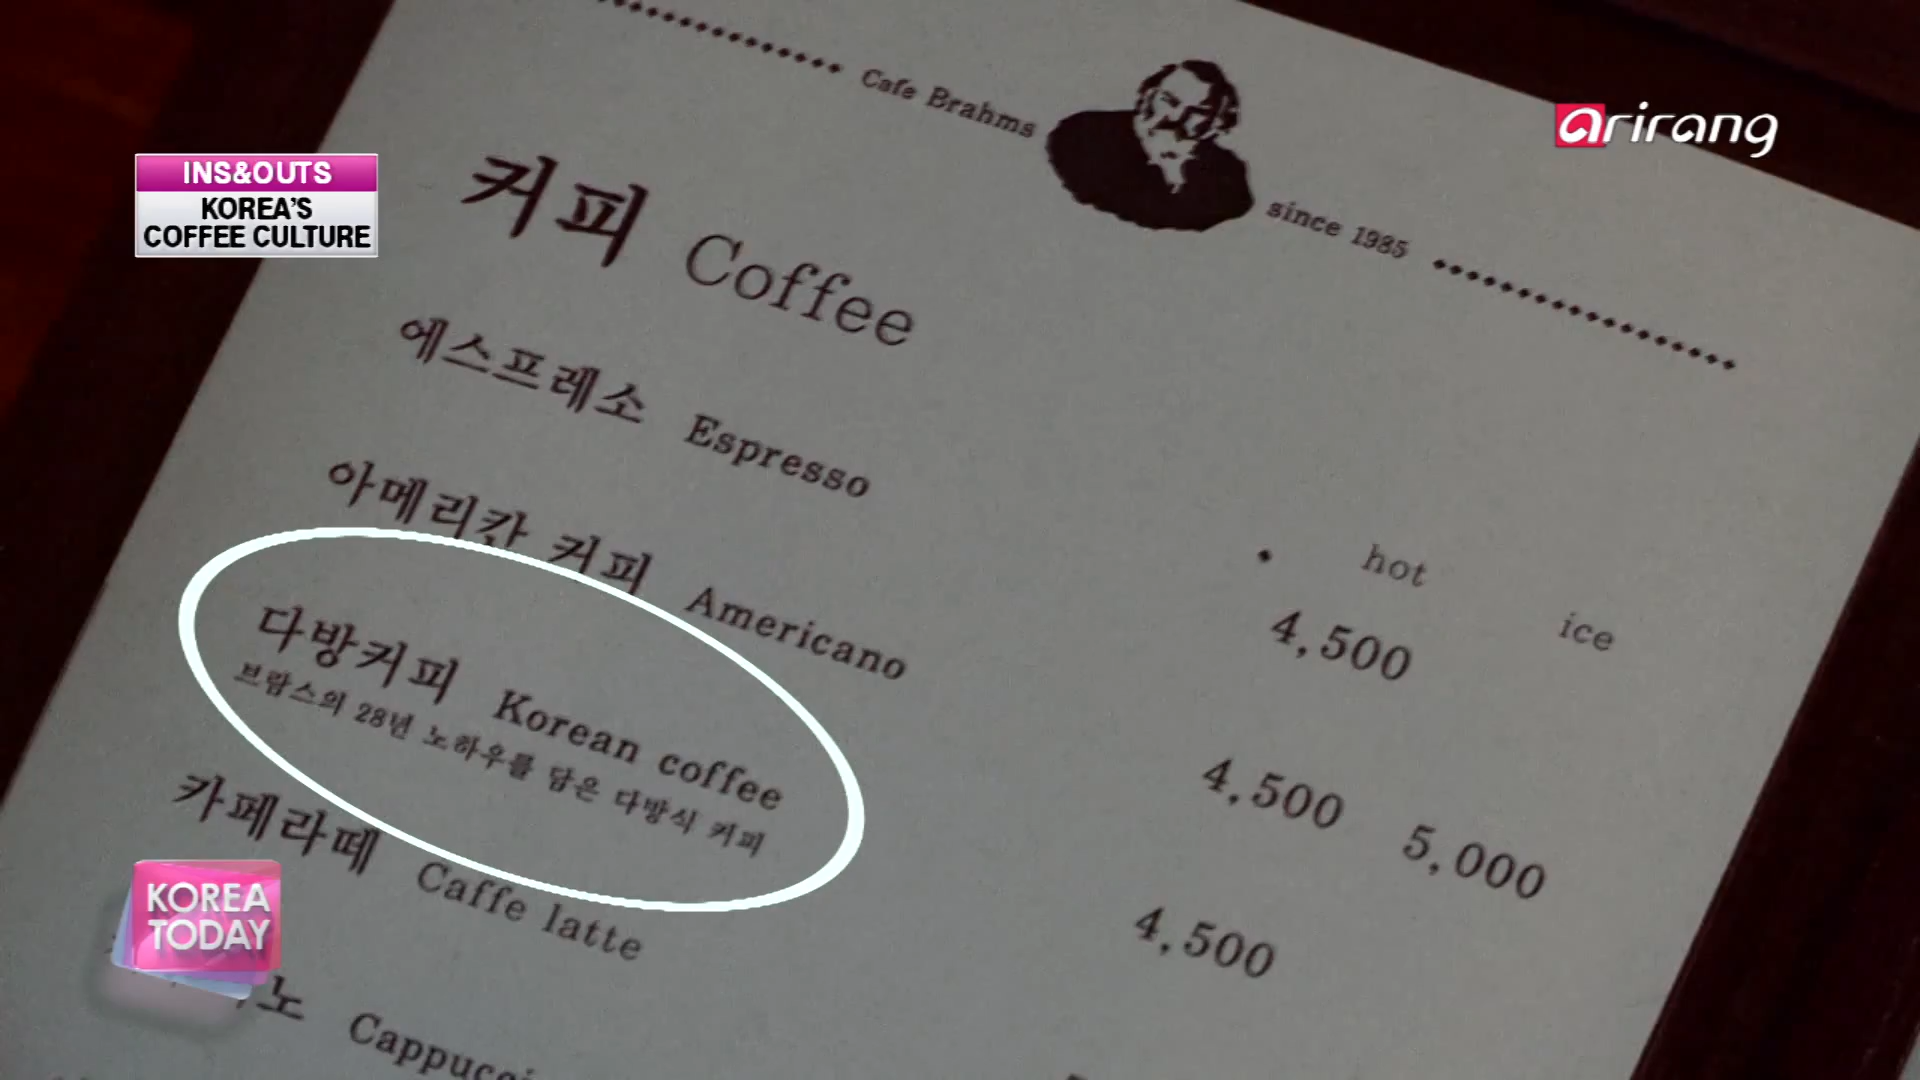 Cafe Brahms
since 1985
arirang
INS&OUTS
KOREA'S
COFFEE CULTURE
커피 Coffee
에스프레소 Espresso
hot ice
4,500
아메리칸 커피 Americano
4,500 5,000
다방커피 Korean coffee
4,500
브람스의 28년 노하우를 담은 다방식 커피
카페라떼 Caffe latte
KOREA
TODAY
노